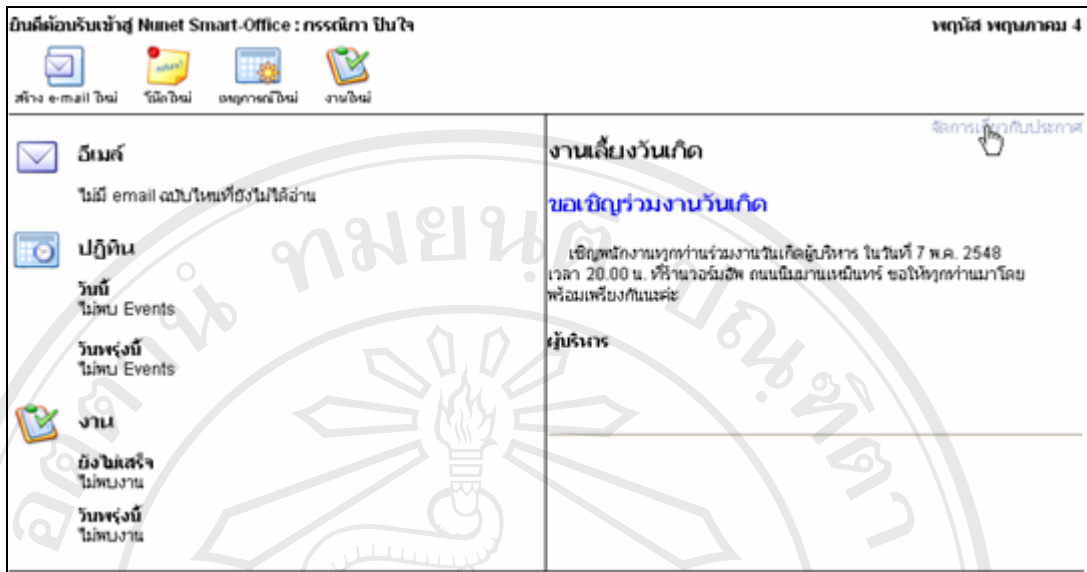 ยินดีต้อนรับเข้าสู่ Nunet Smart-Office : กรรณิกา ปินใจ
พฤหัส พฤษภาคม 4
สร้าง e-mail ใหม่ โน๊ตใหม่ เหตุการณ์ใหม่ งานใหม่
อีเมล์
ไม่มี email ฉบับไหนที่ยังไม่ได้อ่าน
ปฎิทิน
วันนี้
ไม่พบ Events
วันพรุ่งนี้
ไม่พบ Events
งาน
ยังไม่เสร็จ
ไม่พบงาน
วันพรุ่งนี้
ไม่พบงาน
จัดการเกี่ยวกับประกาศ
งานเลี้ยงวันเกิด
ขอเชิญร่วมงานวันเกิด
เชิญพนักงานทุกท่านร่วมงานวันเกิดผู้บริหาร ในวันที่ 7 พ.ค. 2548
เวลา 20.00 น. ที่ร้านวอร์มอัพ ถนนนิมมานเหมินทร์ ขอให้ทุกท่านมาโดย
พร้อมเพรียงกันนะค่ะ
ผู้บริหาร